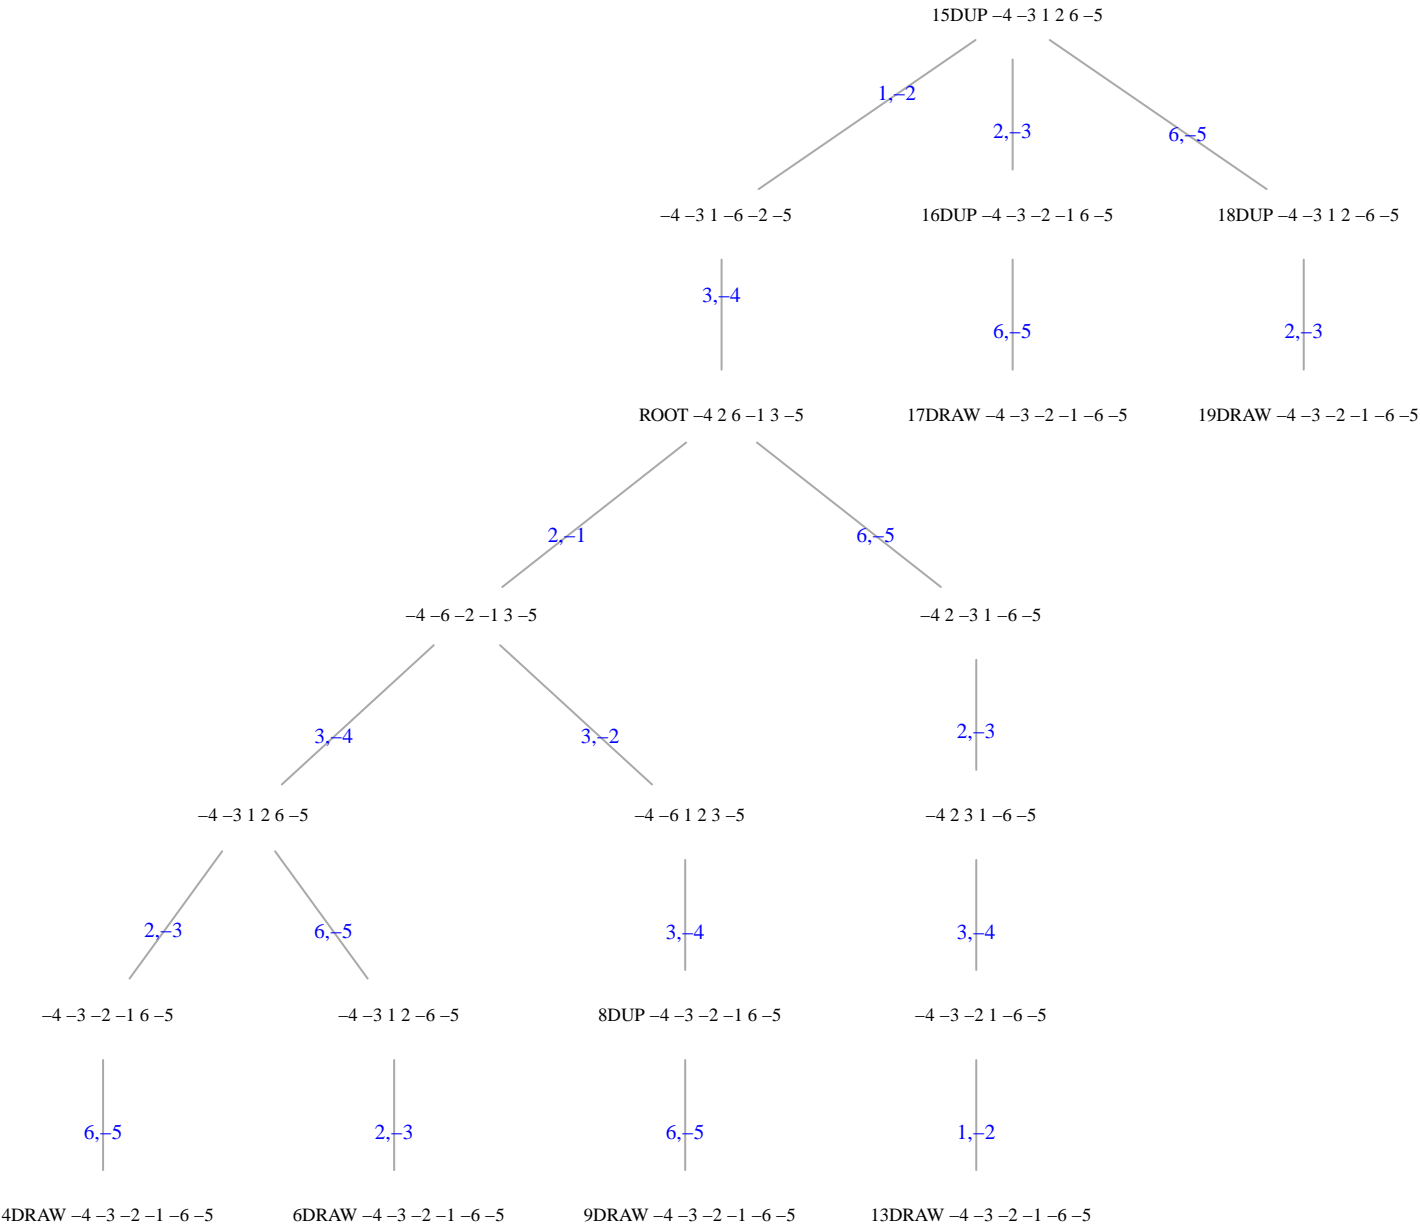 15DUP –4 –3 1 2 6 –5
1,–2
2,–3
6,–5
–4 –3 1 –6 –2 –5
16DUP –4 –3 –2 –1 6 –5
18DUP –4 –3 1 2 –6 –5
3,–4
6,–5
2,–3
ROOT –4 2 6 –1 3 –5
17DRAW –4 –3 –2 –1 –6 –5
19DRAW –4 –3 –2 –1 –6 –5
2,–1
6,–5
–4 –6 –2 –1 3 –5
–4 2 –3 1 –6 –5
3,–4
3,–2
2,–3
–4 –3 1 2 6 –5
–4 –6 1 2 3 –5
–4 2 3 1 –6 –5
2,–3
6,–5
3,–4
3,–4
–4 –3 –2 –1 6 –5
–4 –3 1 2 –6 –5
8DUP –4 –3 –2 –1 6 –5
–4 –3 –2 1 –6 –5
6,–5
2,–3
6,–5
1,–2
4DRAW –4 –3 –2 –1 –6 –5
6DRAW –4 –3 –2 –1 –6 –5
9DRAW –4 –3 –2 –1 –6 –5
13DRAW –4 –3 –2 –1 –6 –5